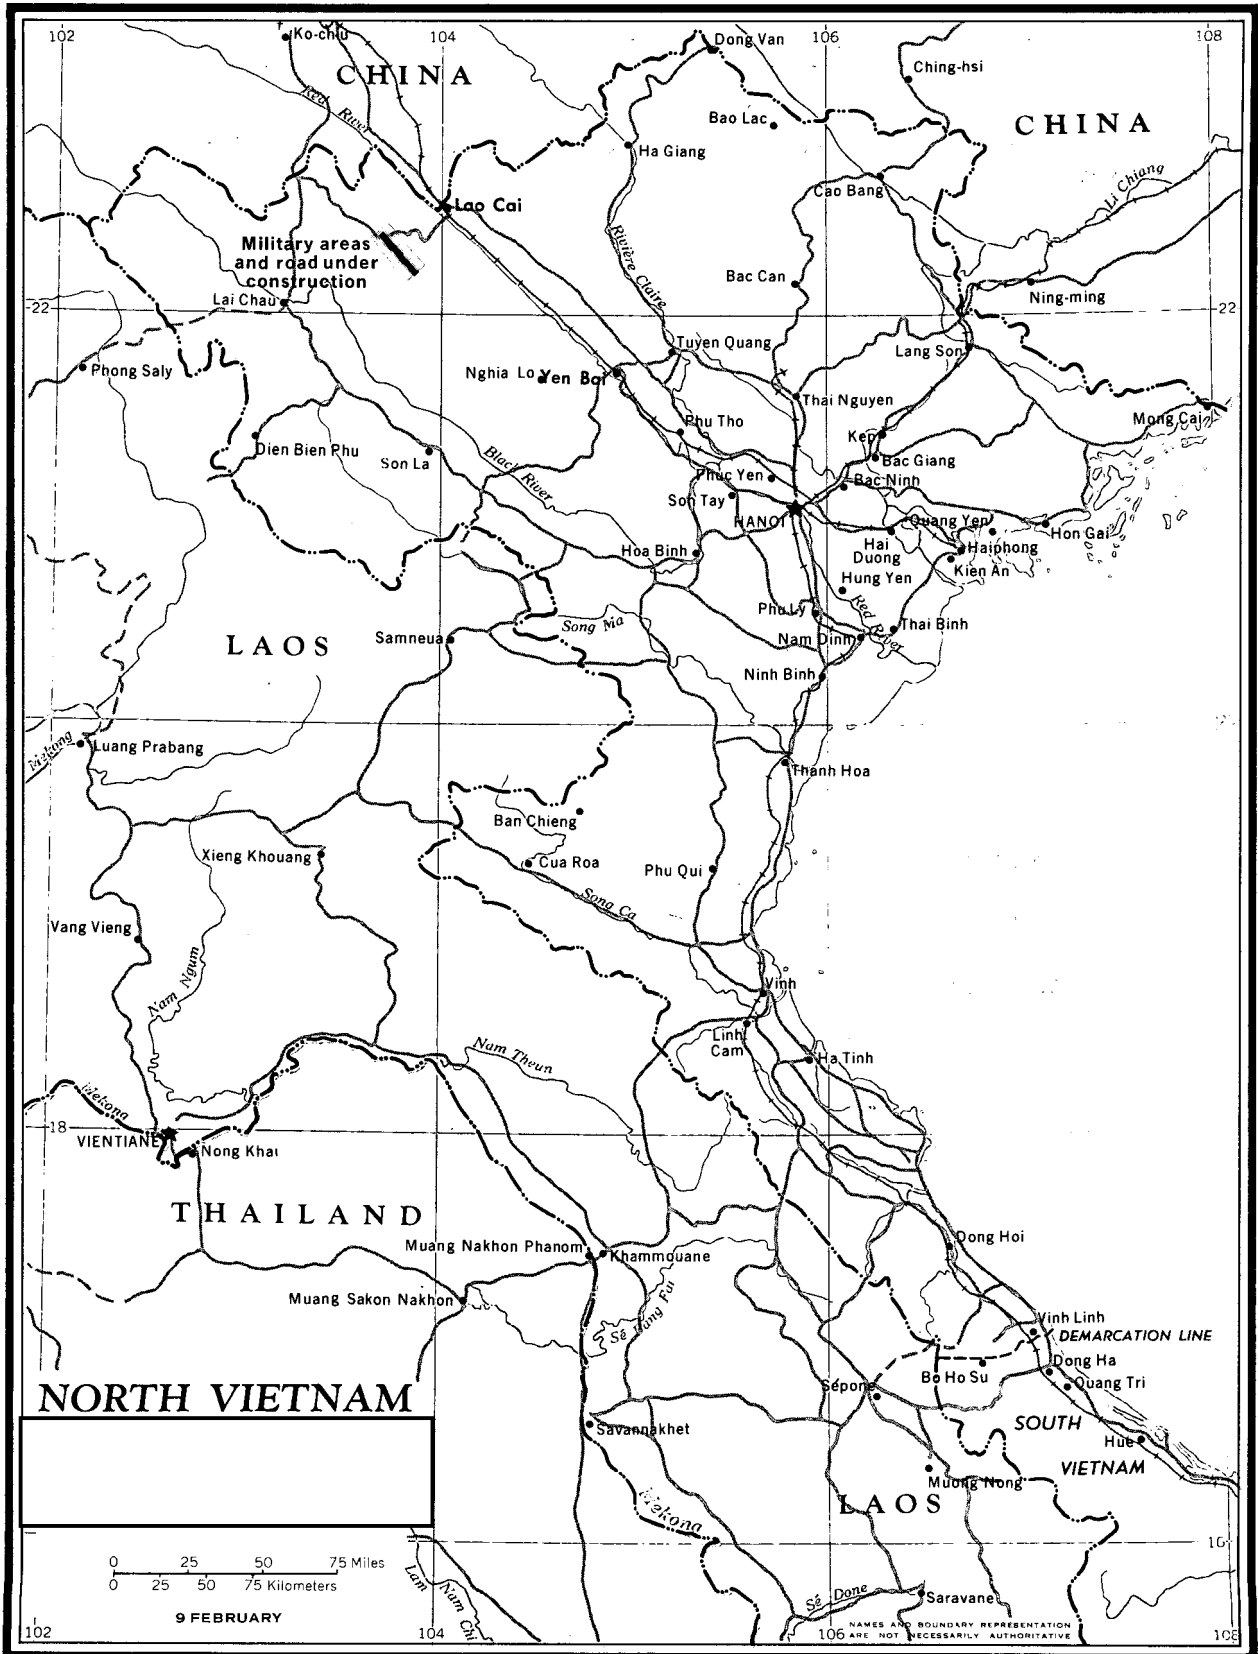 102
104
106
108
Ko-chiu
Dong Van
CHINA
Ching-hsi
Red River
Bao Lac
CHINA
Ha Giang
Cao Bang
Li Chiang
Lao Cai
Military areas
and road under
construction
Rivière Claire
Bac Can
Lai Chau
Ning-ming
22
22
Tuyen Quang
Lang Son
Phong Saly
Nghia Lo
Yen Bai
Thai Nguyen
Mong Cai
Phu Tho
Kep
Dien Bien Phu
Son La
Black River
Bac Giang
Phuc Yen
Bac Ninh
Son Tay
HANOI
Quang Yen
Hon Gai
Hai
Duong
Haiphong
Hoa Binh
Kien An
Hung Yen
Red River
Phu Ly
Song Ma
Thai Binh
Samneua
Nam Dinh
LAOS
Ninh Binh
Mekong
Luang Prabang
Thanh Hoa
Ban Chieng
Xieng Khouang
Cua Roa
Phu Qui
Song Ca
Vang Vieng
Nam Ngum
Vinh
Linh
Cam
Nam Theun
Ha Tinh
Mekong
18
VIENTIANE
Nong Khai
THAILAND
Dong Hoi
Muang Nakhon Phanom
Khammouane
Muang Sakon Nakhon
Sé Bang Fai
Vinh Linh
DEMARCATION LINE
Dong Ha
Bo Ho Su
Quang Tri
Sépone
NORTH VIETNAM
Savannakhet
SOUTH
VIETNAM
Hue
Muong Nong
LAOS
Mekong
16
0 25 50 75 Miles
0 25 50 75 Kilometers
Lam Nam Chi
Sé Done
Saravane
9 FEBRUARY
NAMES AND BOUNDARY REPRESENTATION
ARE NOT NECESSARILY AUTHORITATIVE
102
104
106
108